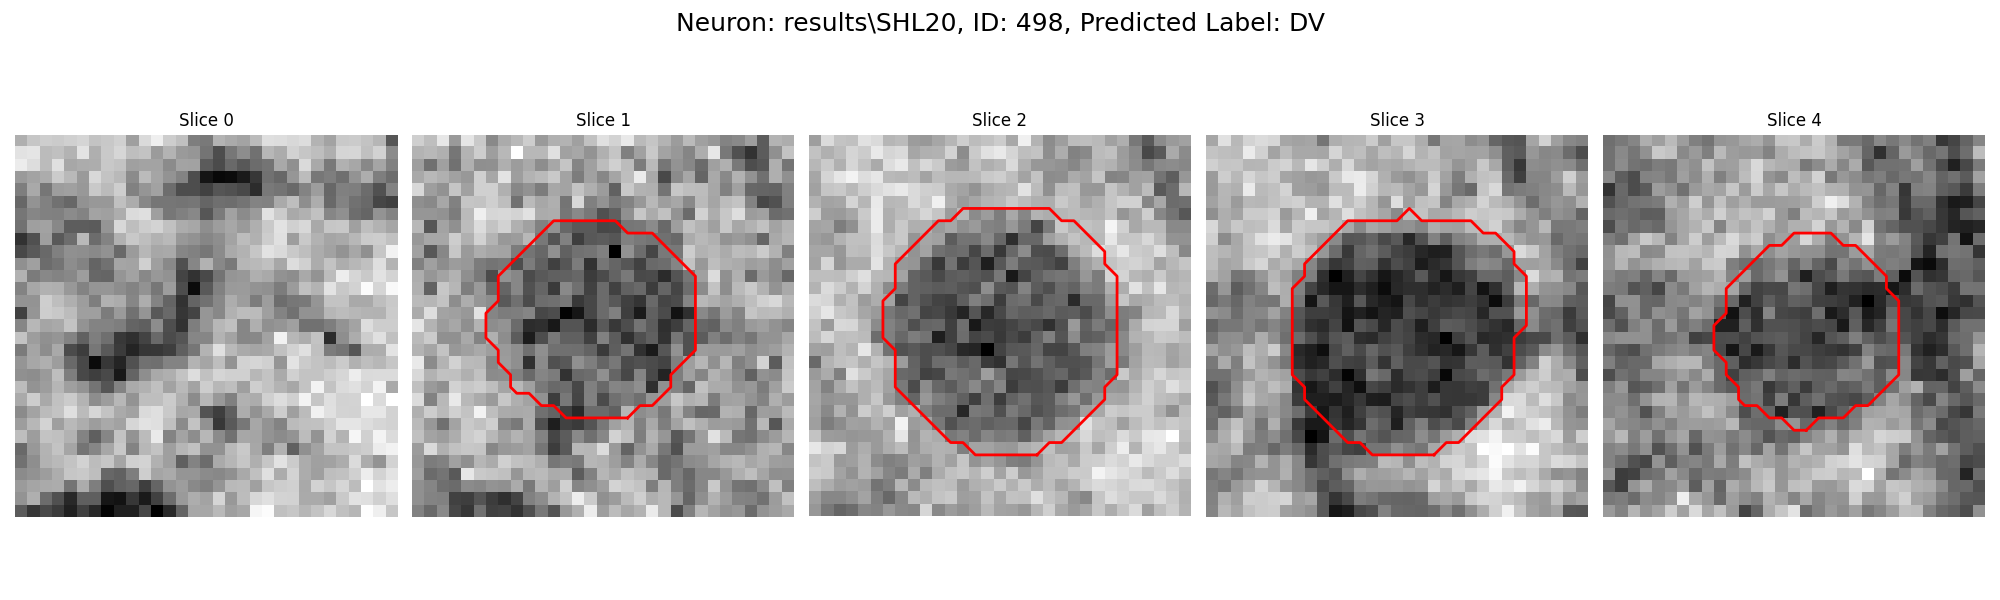 Neuron: results\SHL20, ID: 498, Predicted Label: DV
Slice 0
Slice 1
Slice 2
Slice 3
Slice 4